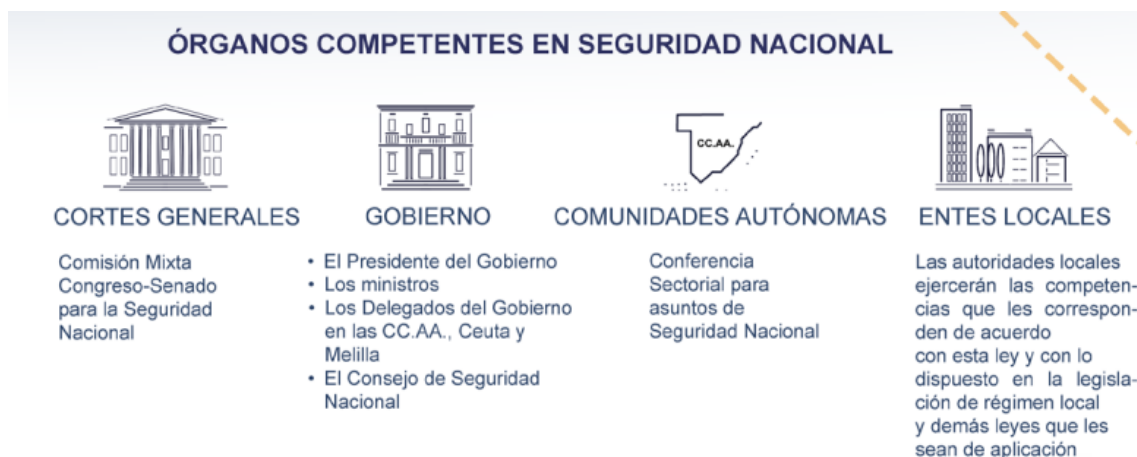 ÓRGANOS COMPETENTES EN SEGURIDAD NACIONAL
CC.AA.
CORTES GENERALES
Comisión Mixta
Congreso-Senado
para la Seguridad
Nacional
GOBIERNO
• El Presidente del Gobierno
• Los ministros
• Los Delegados del Gobierno
en las CC.AA., Ceuta y
Melilla
• El Consejo de Seguridad
Nacional
COMUNIDADES AUTÓNOMAS
Conferencia
Sectorial para
asuntos de
Seguridad Nacional
ENTES LOCALES
Las autoridades locales
ejercerán las competen-
cias que les correspon-
den de acuerdo
con esta ley y con lo
dispuesto en la legisla-
ción de régimen local
y demás leyes que les
sean de aplicación